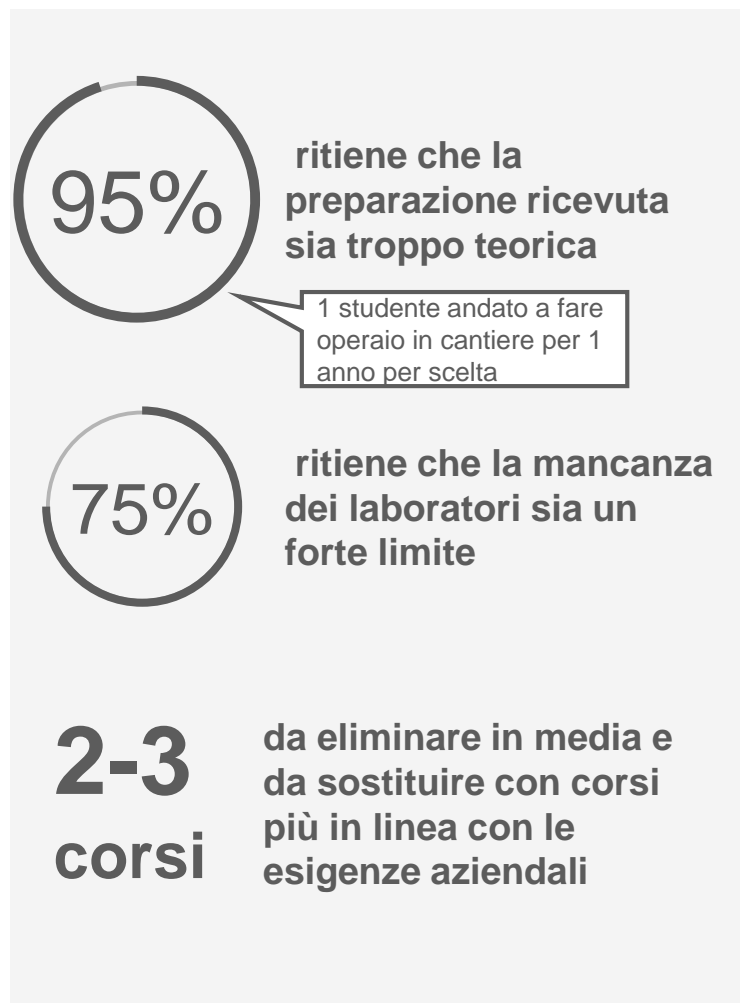 95%
ritiene che la
preparazione ricevuta
sia troppo teorica
1 studente andato a fare
operaio in cantiere per 1
anno per scelta
75%
ritiene che la mancanza
dei laboratori sia un
forte limite
2-3
corsi
da eliminare in media e
da sostituire con corsi
più in linea con le
esigenze aziendali